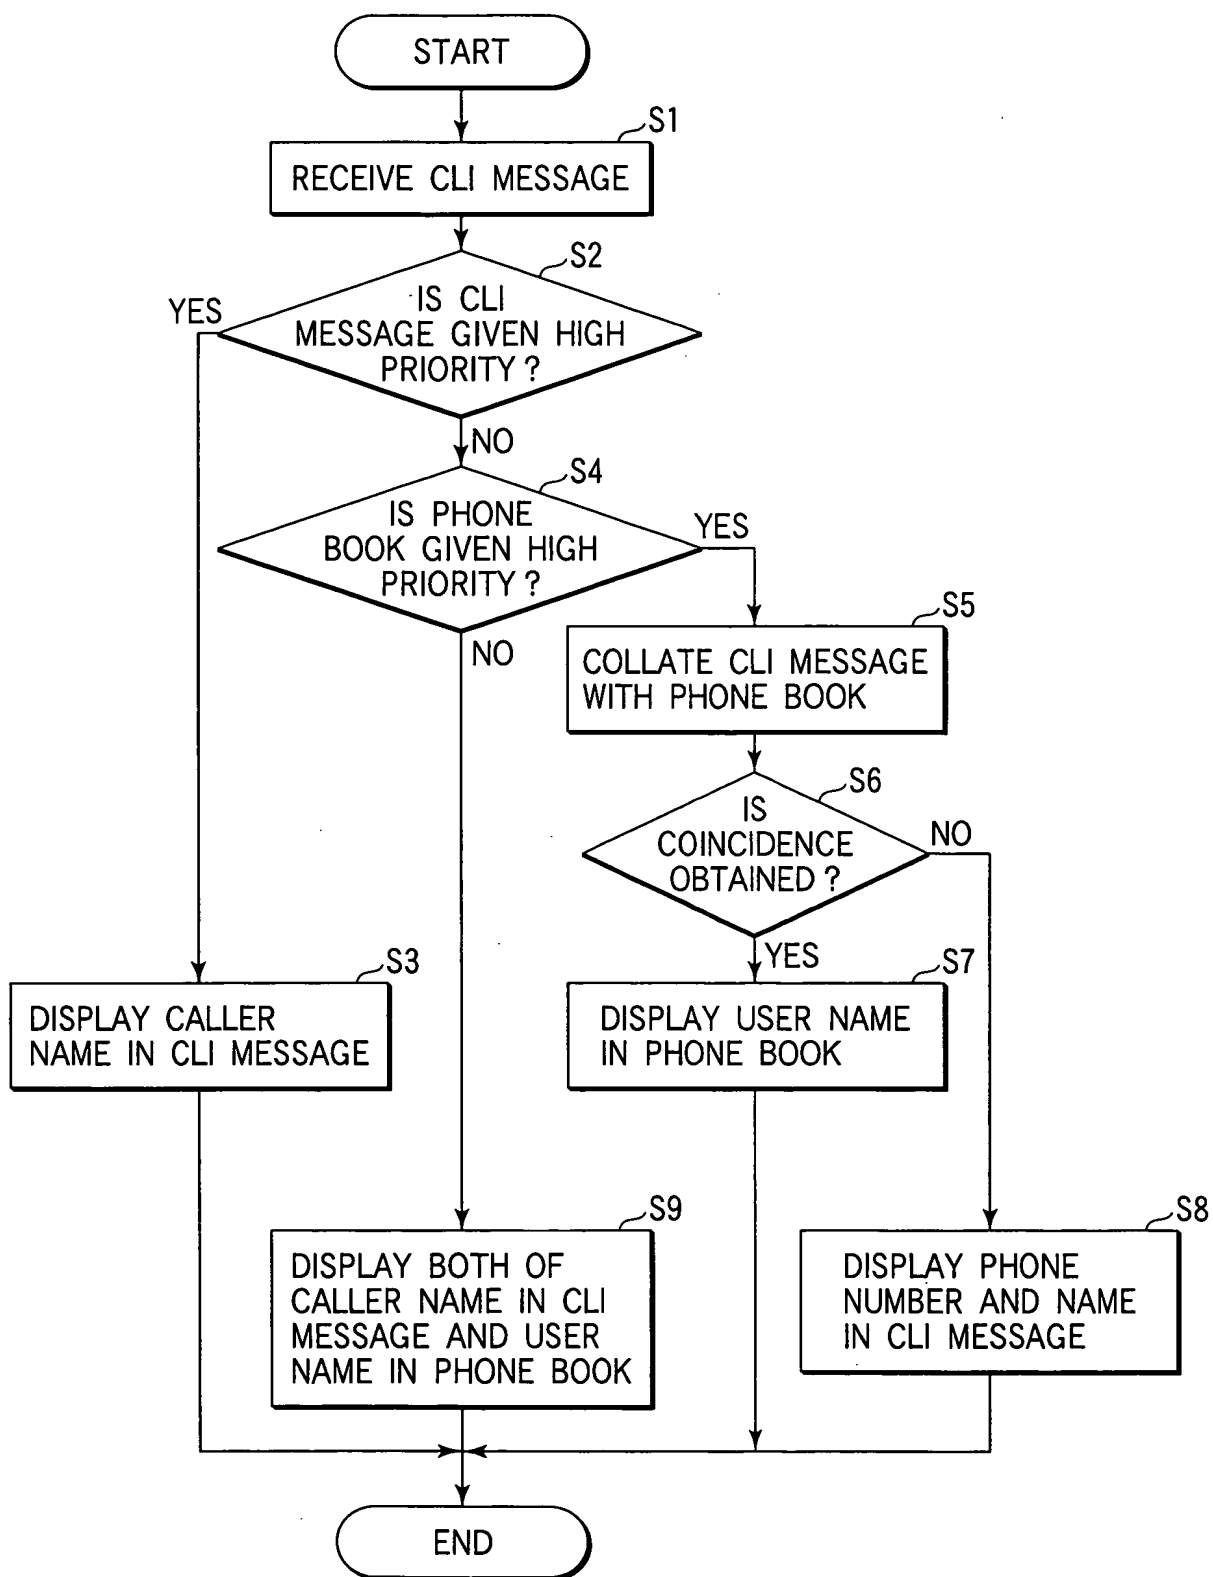 START
S1
RECEIVE CLI MESSAGE
S2
IS CLI
MESSAGE GIVEN HIGH
PRIORITY?
YES
NO
S4
IS PHONE
BOOK GIVEN HIGH
PRIORITY?
YES
NO
S5
COLLATE CLI MESSAGE
WITH PHONE BOOK
S6
IS
COINCIDENCE
OBTAINED?
NO
YES
S3
DISPLAY CALLER
NAME IN CLI MESSAGE
S7
DISPLAY USER NAME
IN PHONE BOOK
S9
DISPLAY BOTH OF
CALLER NAME IN CLI
MESSAGE AND USER
NAME IN PHONE BOOK
S8
DISPLAY PHONE
NUMBER AND NAME
IN CLI MESSAGE
END